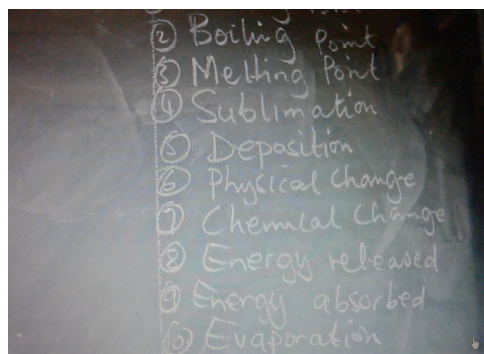 ② Boiling Point
③ Melting Point
④ Sublimation
⑤ Deposition
⑥ Physical Change
⑦ Chemical Change
⑧ Energy released
⑨ Energy absorbed
⑩ Evaporation